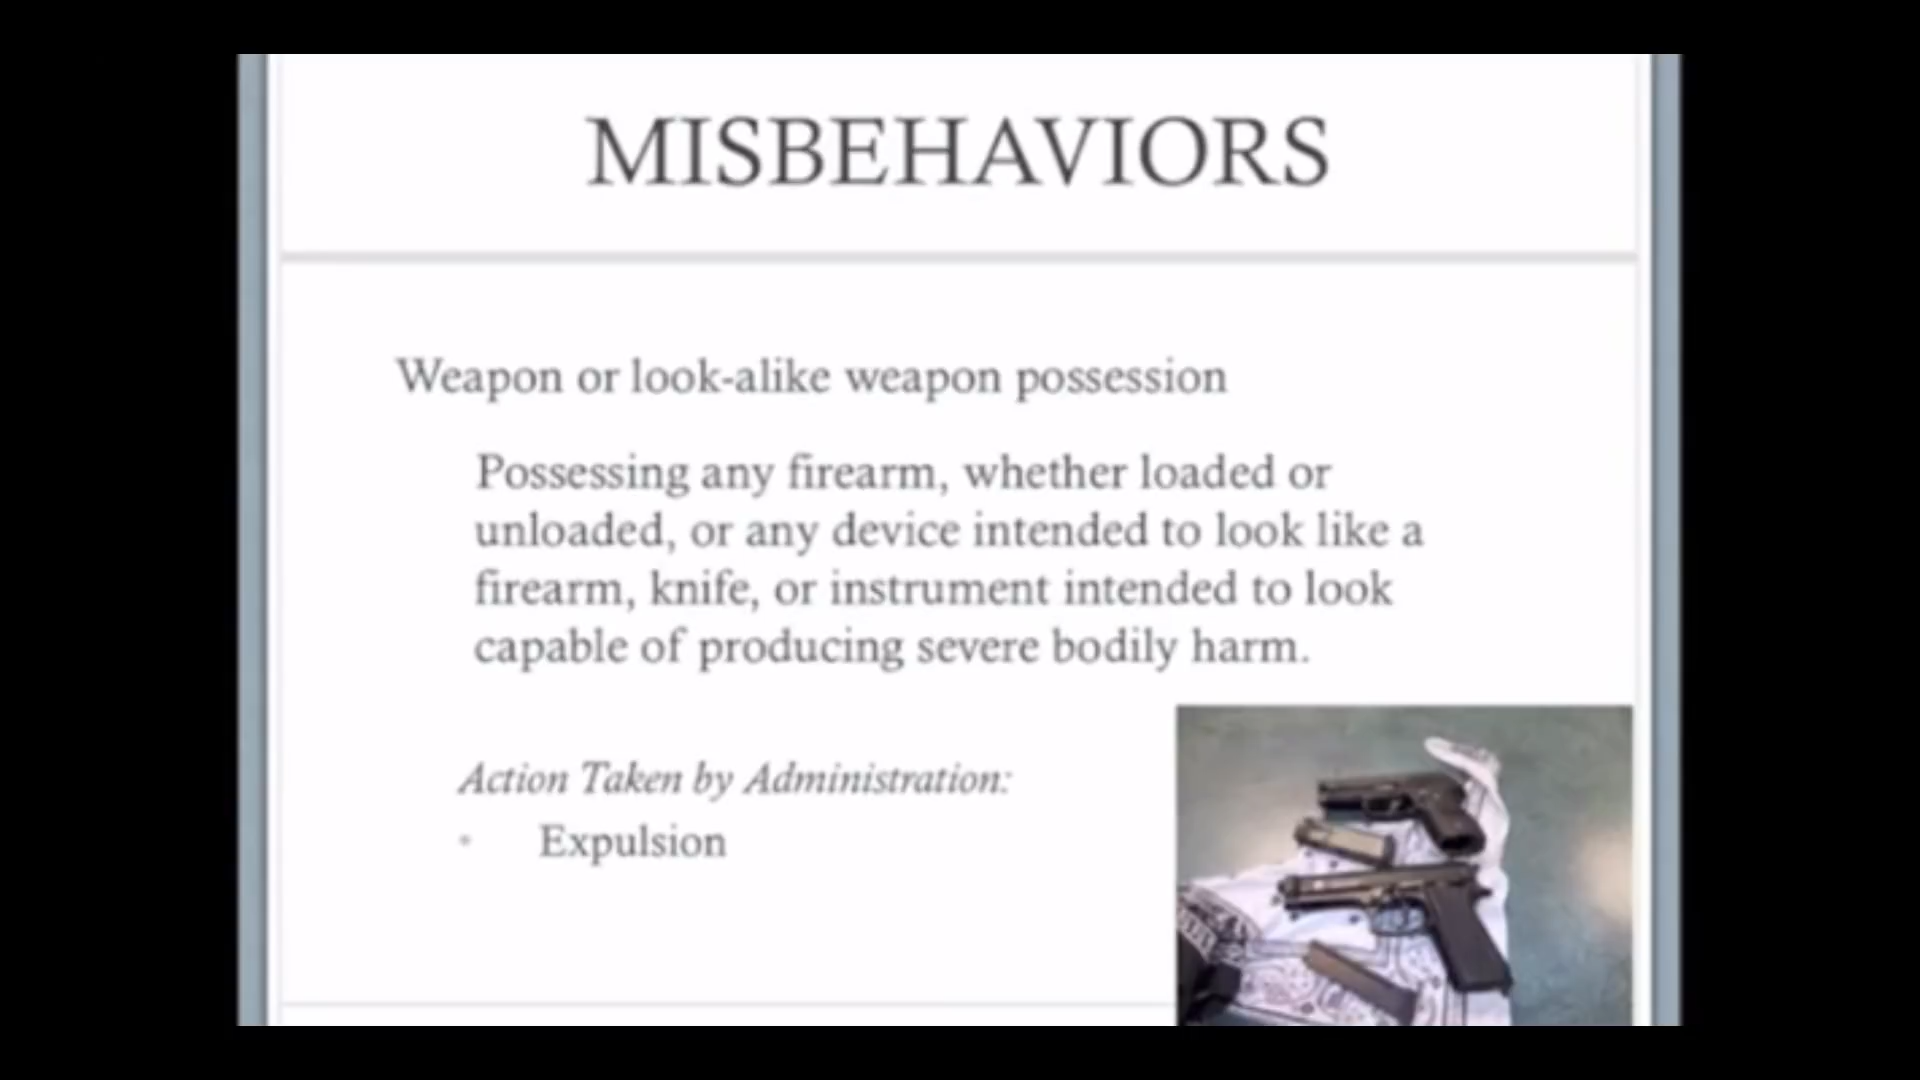 MISBEHAVIORS
Weapon or look-alike weapon possession
Possessing any firearm, whether loaded or
unloaded, or any device intended to look like a
firearm, knife, or instrument intended to look
capable of producing severe bodily harm.
Action Taken by Administration:
• Expulsion